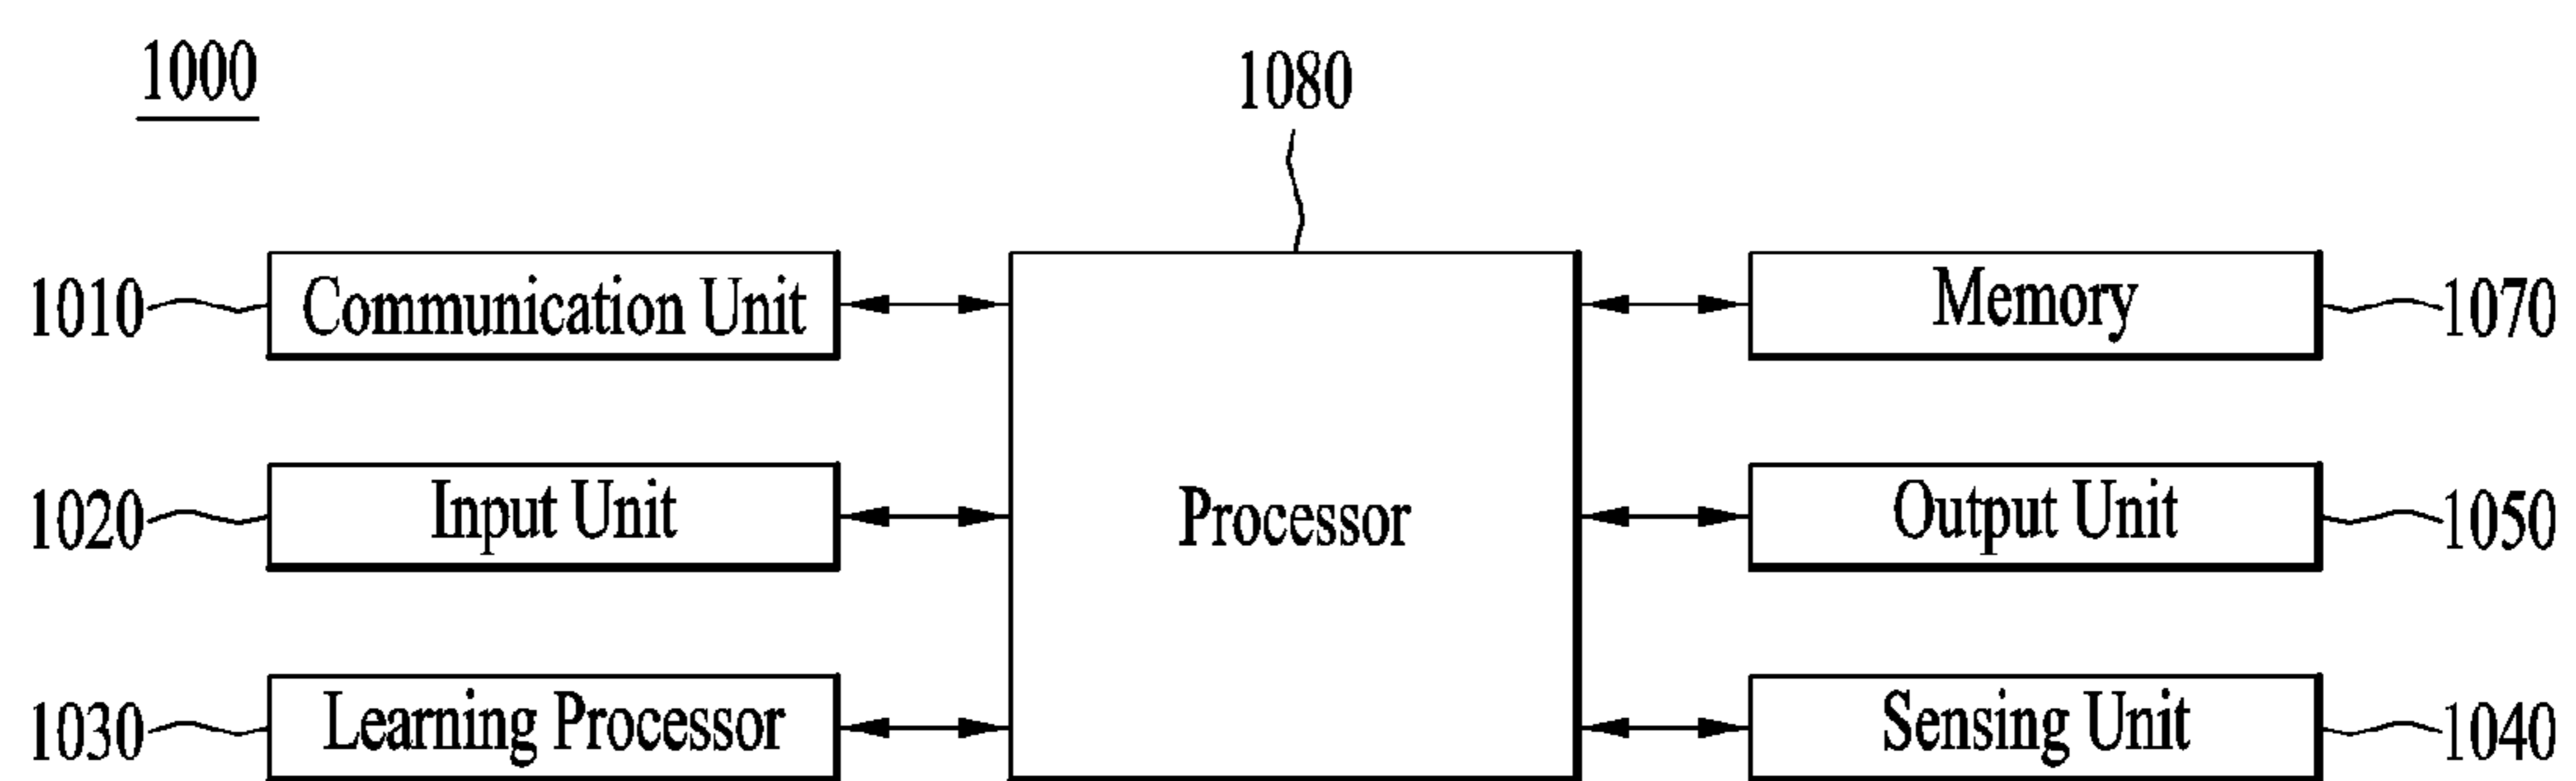 1000
1080
1010 Communication Unit Memory 1070
1020 Input Unit Processor Output Unit 1050
1030 Learning Processor Sensing Unit 1040